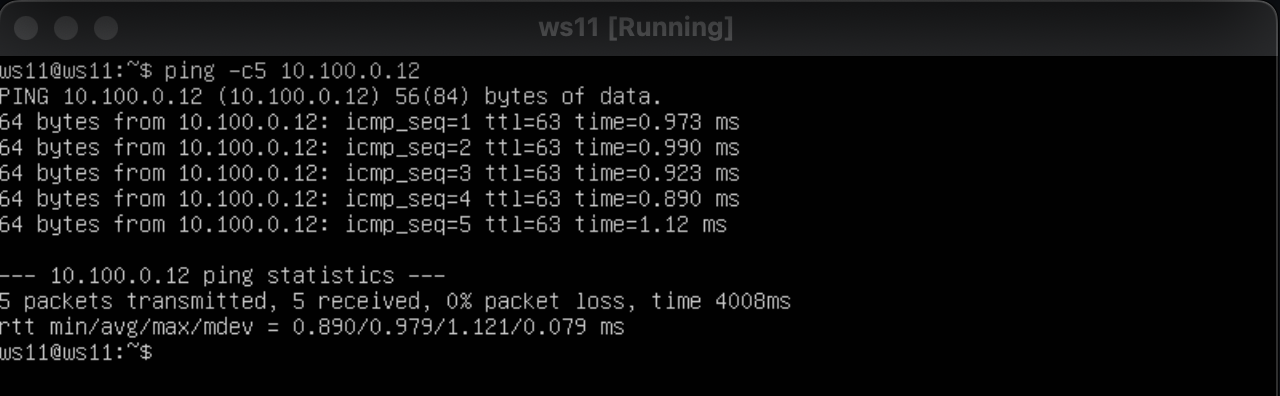 ws11 [Running]
ws11@ws11:~$ ping -c5 10.100.0.12
PING 10.100.0.12 (10.100.0.12) 56(84) bytes of data.
64 bytes from 10.100.0.12: icmp_seq=1 ttl=63 time=0.973 ms
64 bytes from 10.100.0.12: icmp_seq=2 ttl=63 time=0.990 ms
64 bytes from 10.100.0.12: icmp_seq=3 ttl=63 time=0.923 ms
64 bytes from 10.100.0.12: icmp_seq=4 ttl=63 time=0.890 ms
64 bytes from 10.100.0.12: icmp_seq=5 ttl=63 time=1.12 ms
--- 10.100.0.12 ping statistics ---
5 packets transmitted, 5 received, 0% packet loss, time 4008ms
rtt min/avg/max/mdev = 0.890/0.979/1.121/0.079 ms
ws11@ws11:~$